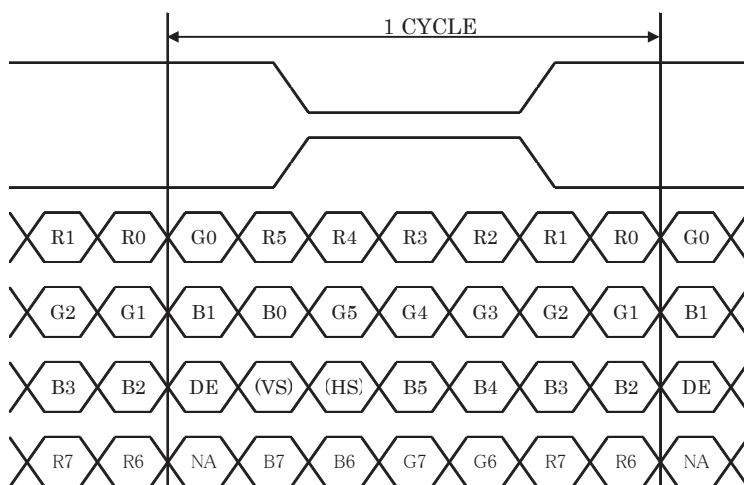 1 CYCLE
R1 R0 G0 R5 R4 R3 R2 R1 R0 G0
G2 G1 B1 B0 G5 G4 G3 G2 G1 B1
B3 B2 DE (VS) (HS) B5 B4 B3 B2 DE
R7 R6 NA B7 B6 G7 G6 R7 R6 NA